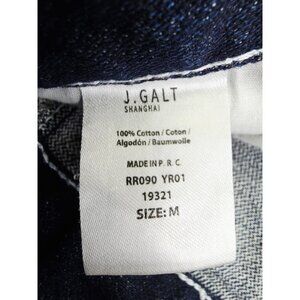 J.GALT
SHANGHAI
100% Cotton / Coton /
Algodón / Baumwolle
MADE IN P. R. C.
RR090 YR01
19321
SIZE: M